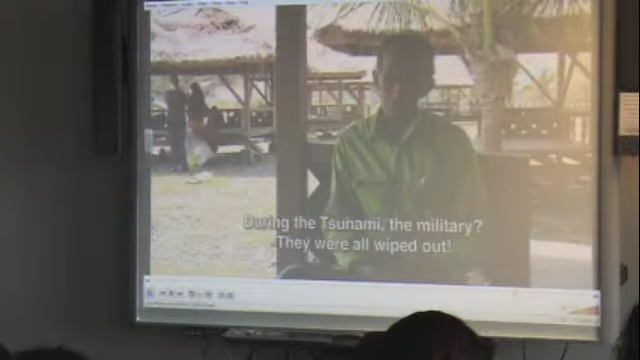 During the Tsunami, the military?
They were all wiped out!